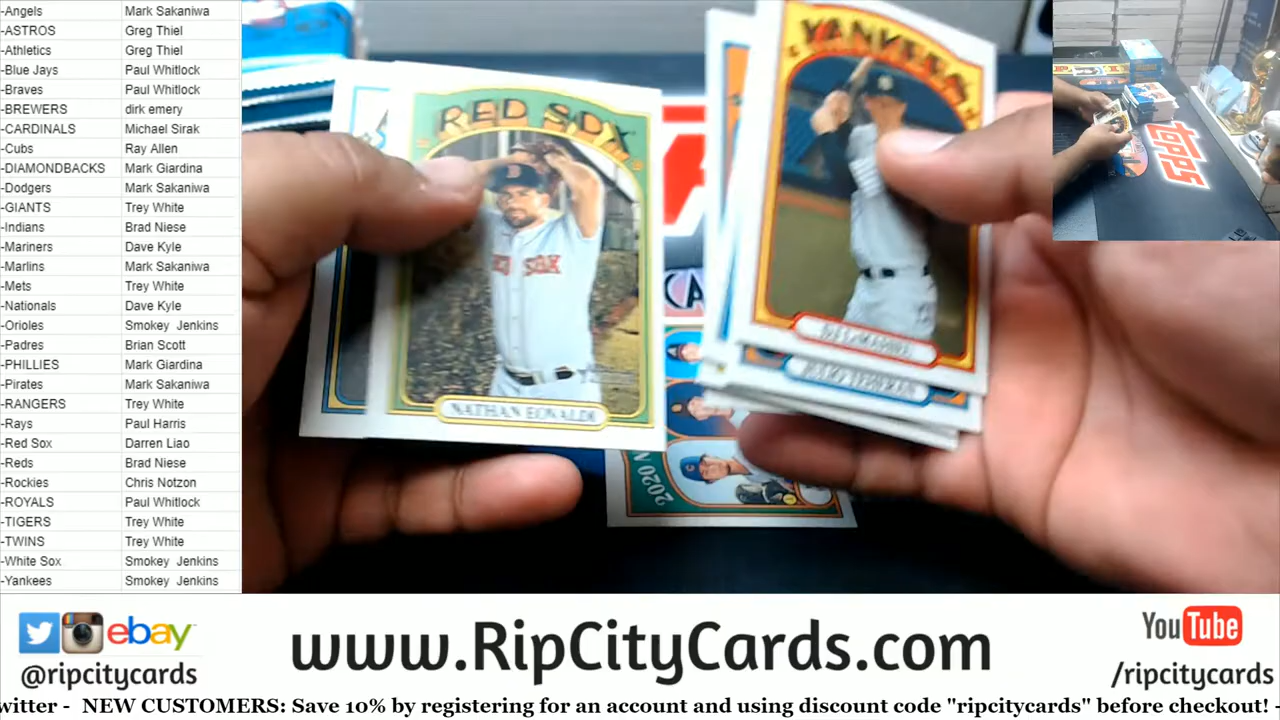 -Angels Mark Sakaniwa
-ASTROS Greg Thiel
-Athletics Greg Thiel
-Blue Jays Paul Whitlock
-Braves Paul Whitlock
-BREWERS dirk emery
-CARDINALS Michael Sirak
-Cubs Ray Allen
-DIAMONDBACKS Mark Giardina
-Dodgers Mark Sakaniwa
-GIANTS Trey White
-Indians Brad Niese
-Mariners Dave Kyle
-Marlins Mark Sakaniwa
-Mets Trey White
-Nationals Dave Kyle
-Orioles Smokey Jenkins
-Padres Brian Scott
-PHILLIES Mark Giardina
-Pirates Mark Sakaniwa
-RANGERS Trey White
-Rays Paul Harris
-Red Sox Darren Liao
-Reds Brad Niese
-Rockies Chris Notzon
-ROYALS Paul Whitlock
-TIGERS Trey White
-TWINS Trey White
-White Sox Smokey Jenkins
-Yankees Smokey Jenkins
RED SOX
RED SOX
NATHAN EOVALDI
YANKEES
2020 N
topps
ebay
@ripcitycards
www.RipCityCards.com
YouTube
/ripcitycards
witter - NEW CUSTOMERS: Save 10% by registering for an account and using discount code "ripcitycards" before checkout! -